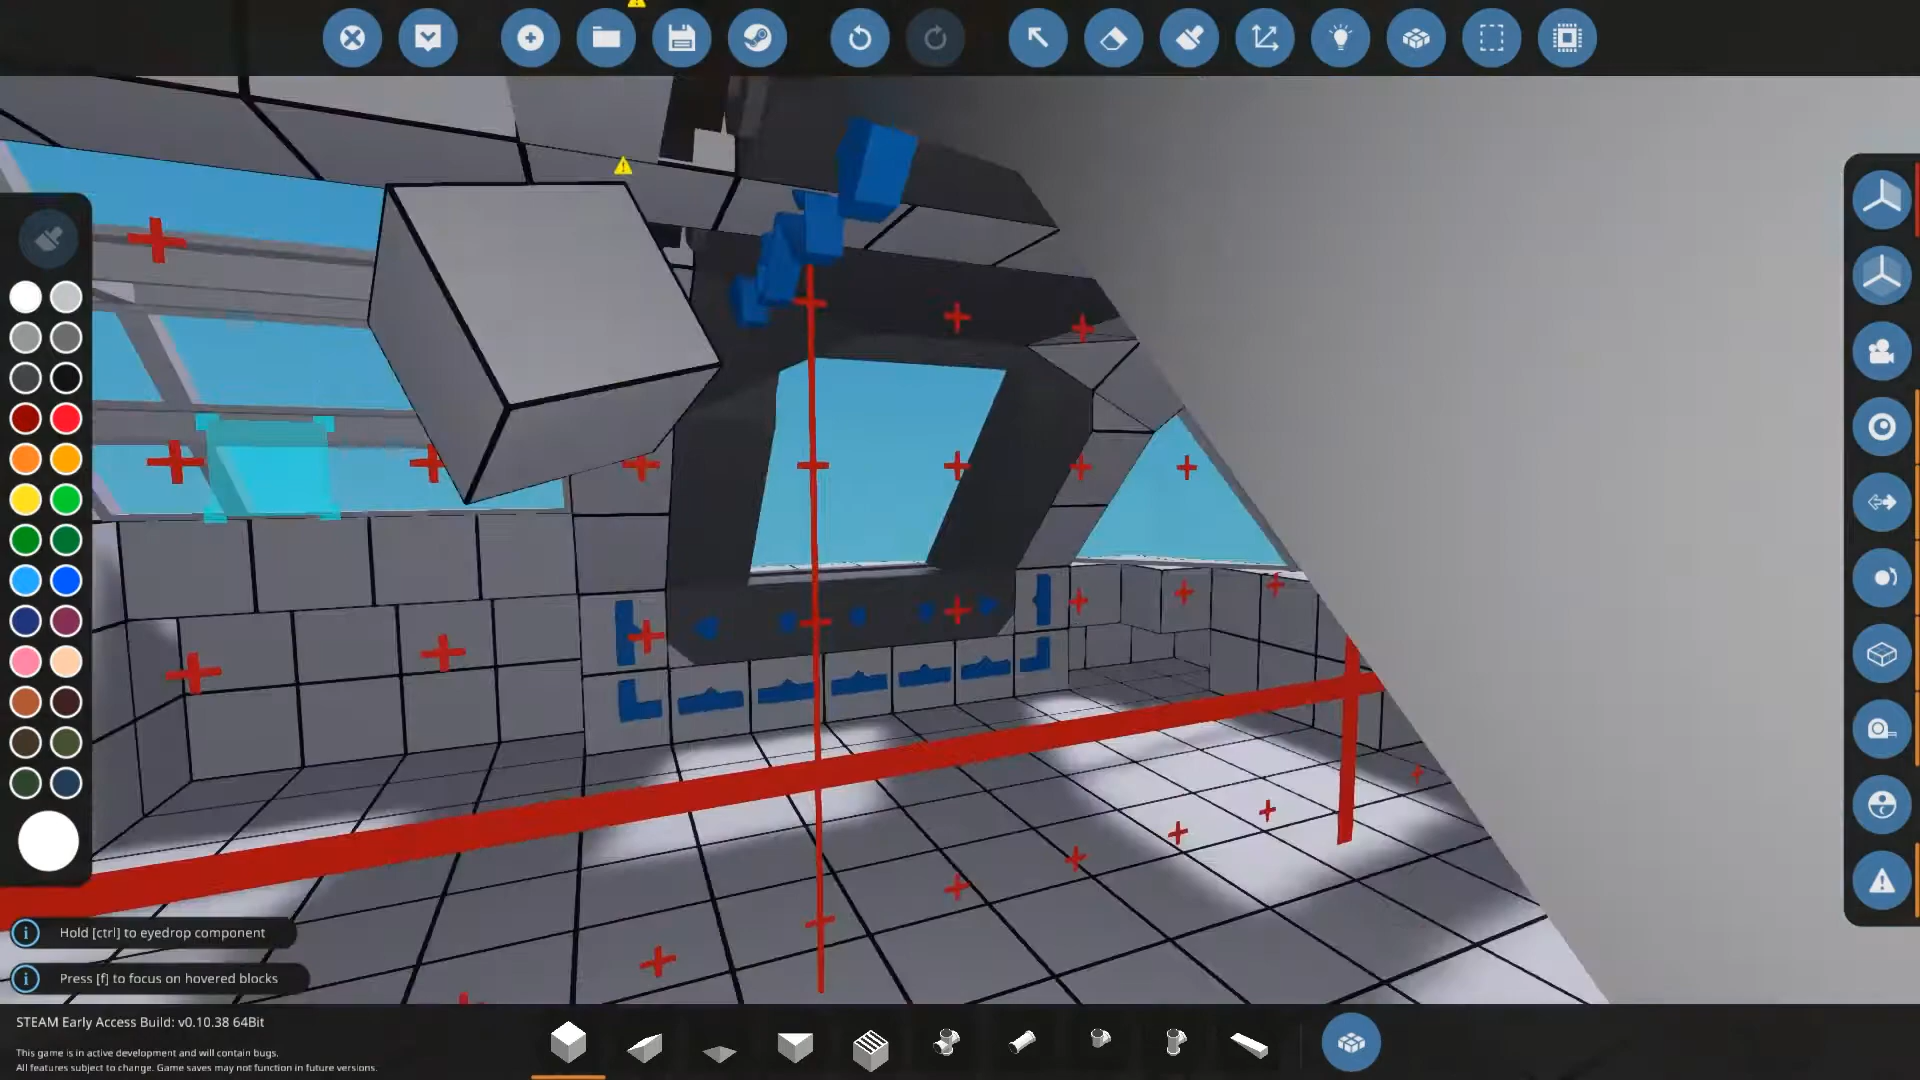 Hold [ctrl] to eyedrop component
Press [f] to focus on hovered blocks
STEAM Early Access Build: v0.10.38 64Bit
This game is in active development and will contain bugs.
All features subject to change. Game saves may not function in future versions.